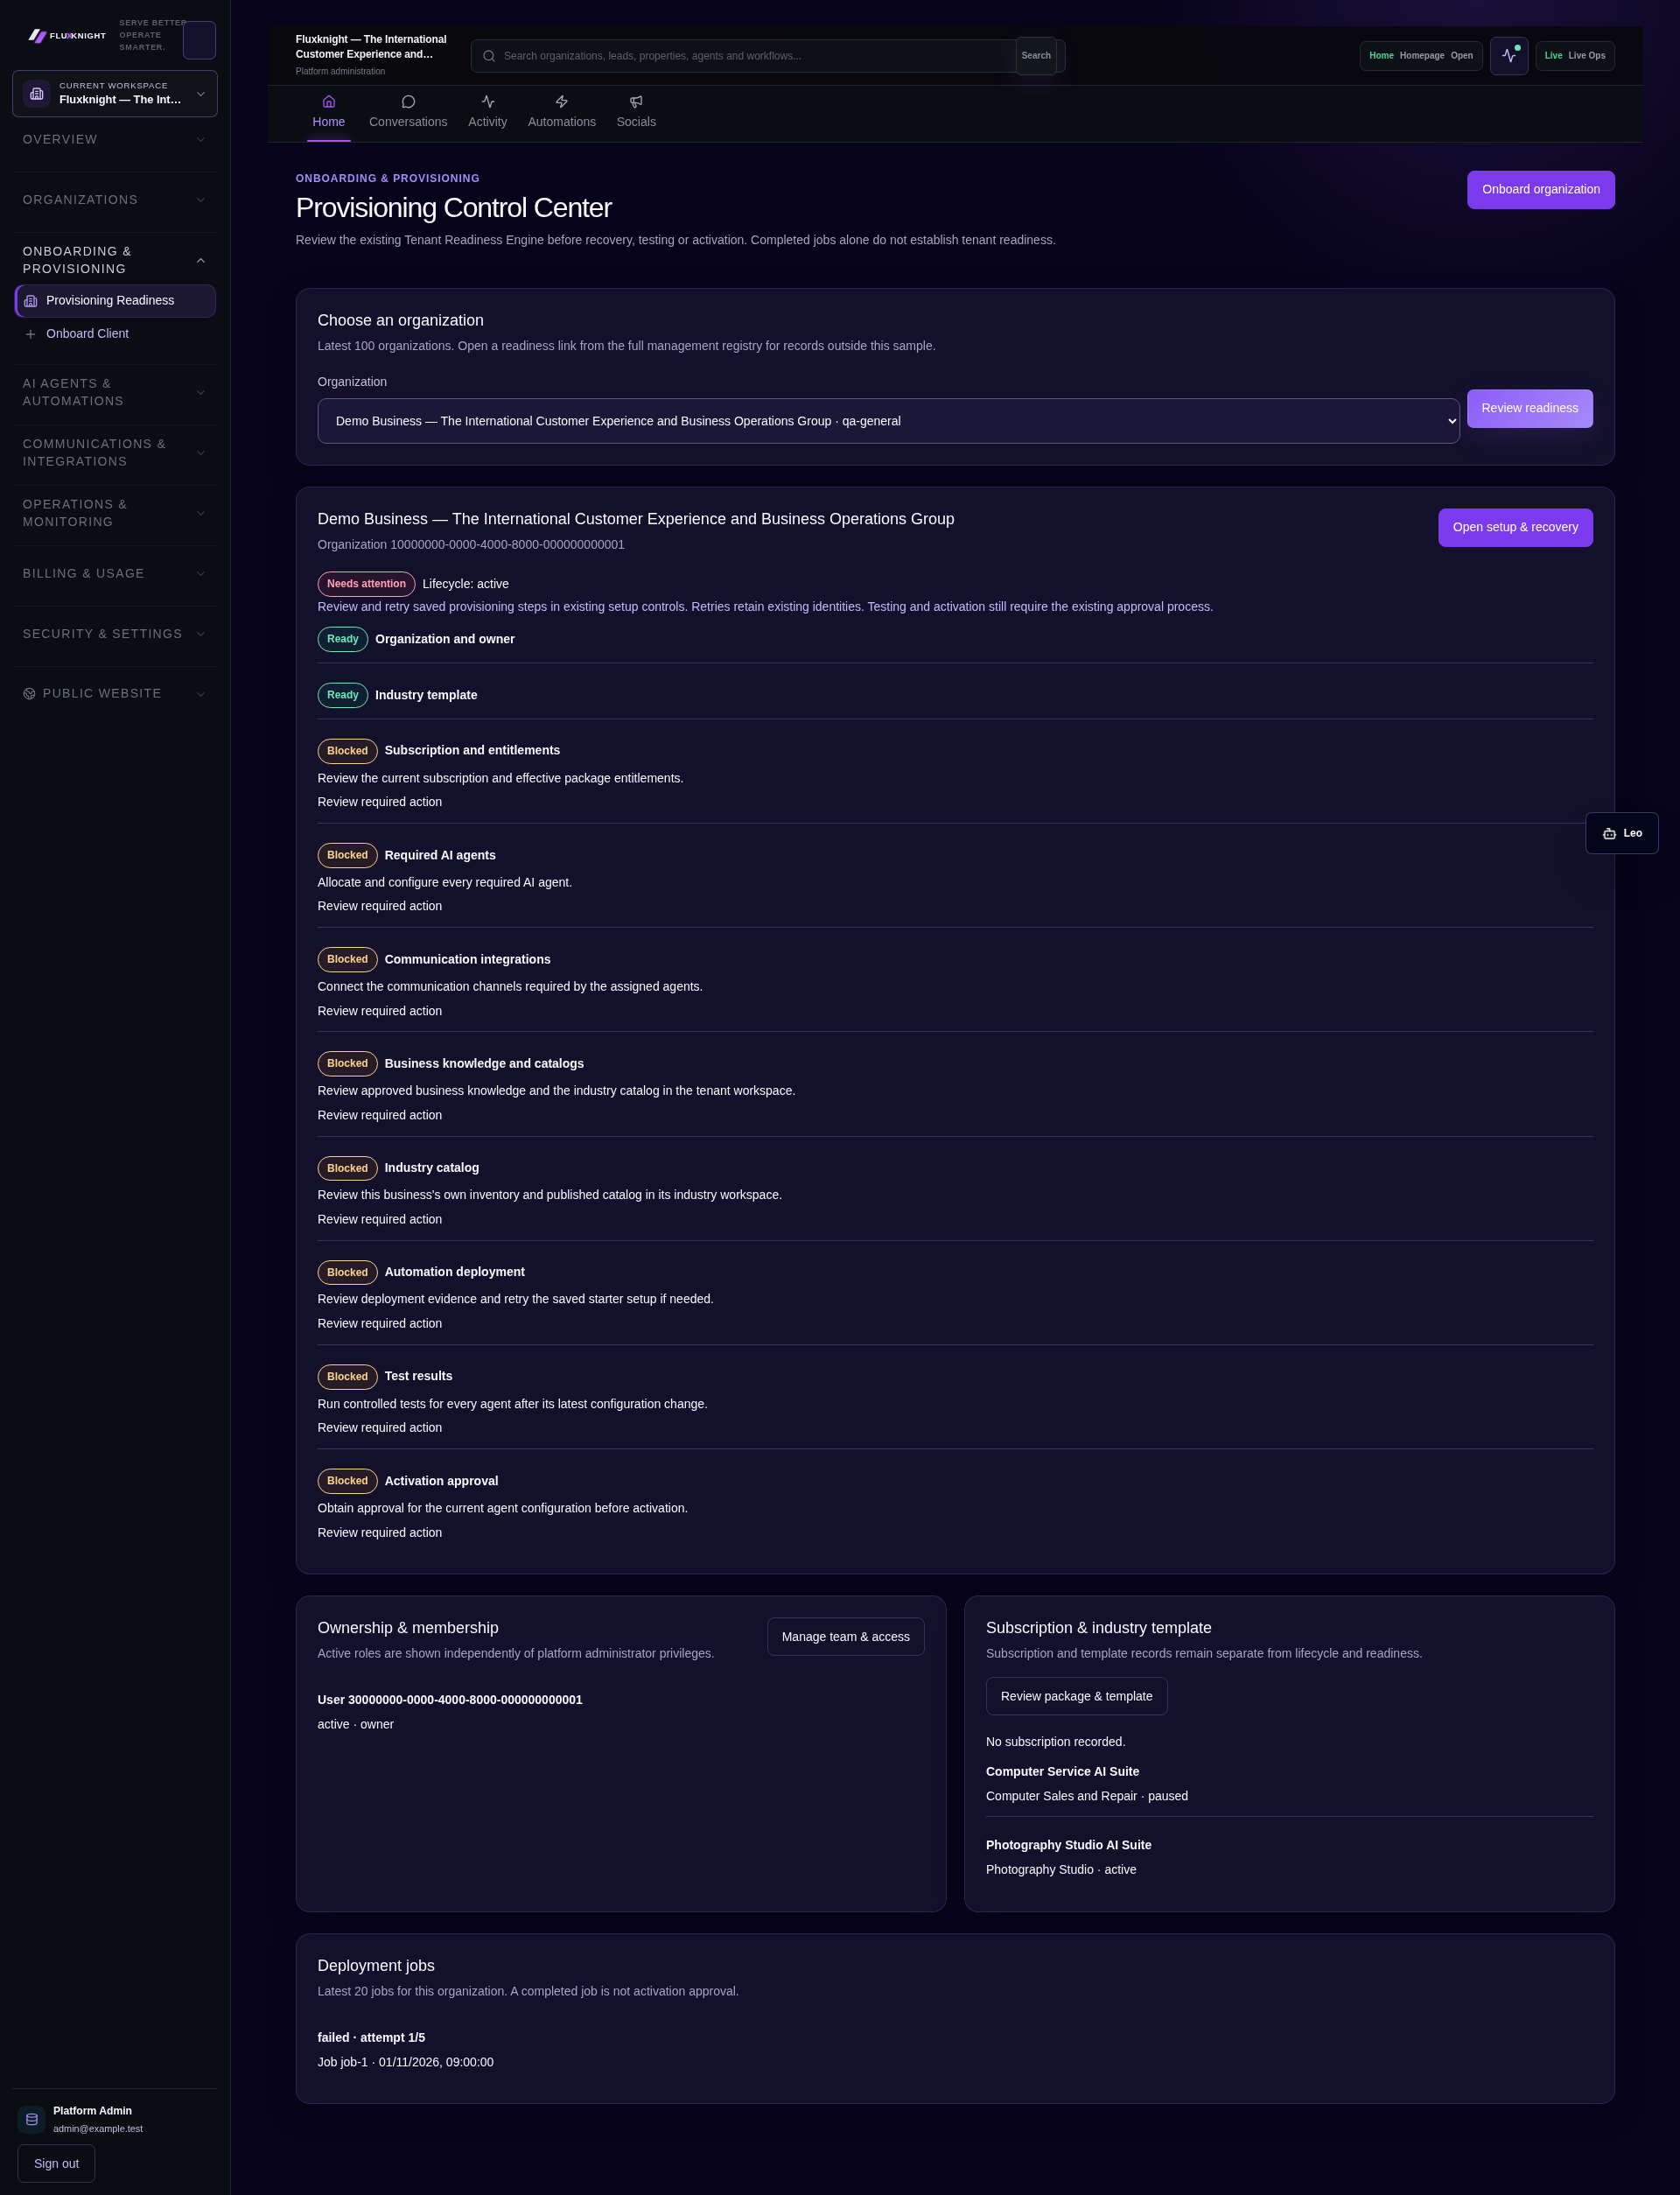 FLUXKNIGHT
SERVE BETTER.
OPERATE
SMARTER.
CURRENT WORKSPACE
Fluxknight — The Int…
OVERVIEW
ORGANIZATIONS
ONBOARDING &
PROVISIONING
Provisioning Readiness
Onboard Client
AI AGENTS &
AUTOMATIONS
COMMUNICATIONS &
INTEGRATIONS
OPERATIONS &
MONITORING
BILLING & USAGE
SECURITY & SETTINGS
PUBLIC WEBSITE
Platform Admin
admin@example.test
Sign out
Fluxknight — The International
Customer Experience and…
Platform administration
Search organizations, leads, properties, agents and workflows...
Search
Home Homepage Open
Live Live Ops
Home
Conversations
Activity
Automations
Socials
ONBOARDING & PROVISIONING
Provisioning Control Center
Review the existing Tenant Readiness Engine before recovery, testing or activation. Completed jobs alone do not establish tenant readiness.
Onboard organization
Choose an organization
Latest 100 organizations. Open a readiness link from the full management registry for records outside this sample.
Organization
Demo Business — The International Customer Experience and Business Operations Group · qa-general
Review readiness
Demo Business — The International Customer Experience and Business Operations Group
Organization 10000000-0000-4000-8000-000000000001
Open setup & recovery
Needs attention Lifecycle: active
Review and retry saved provisioning steps in existing setup controls. Retries retain existing identities. Testing and activation still require the existing approval process.
Ready Organization and owner
Ready Industry template
Blocked Subscription and entitlements
Review the current subscription and effective package entitlements.
Review required action
Blocked Required AI agents
Allocate and configure every required AI agent.
Review required action
Blocked Communication integrations
Connect the communication channels required by the assigned agents.
Review required action
Blocked Business knowledge and catalogs
Review approved business knowledge and the industry catalog in the tenant workspace.
Review required action
Blocked Industry catalog
Review this business's own inventory and published catalog in its industry workspace.
Review required action
Blocked Automation deployment
Review deployment evidence and retry the saved starter setup if needed.
Review required action
Blocked Test results
Run controlled tests for every agent after its latest configuration change.
Review required action
Blocked Activation approval
Obtain approval for the current agent configuration before activation.
Review required action
Leo
Ownership & membership
Active roles are shown independently of platform administrator privileges.
Manage team & access
User 30000000-0000-4000-8000-000000000001
active · owner
Subscription & industry template
Subscription and template records remain separate from lifecycle and readiness.
Review package & template
No subscription recorded.
Computer Service AI Suite
Computer Sales and Repair · paused
Photography Studio AI Suite
Photography Studio · active
Deployment jobs
Latest 20 jobs for this organization. A completed job is not activation approval.
failed · attempt 1/5
Job job-1 · 01/11/2026, 09:00:00